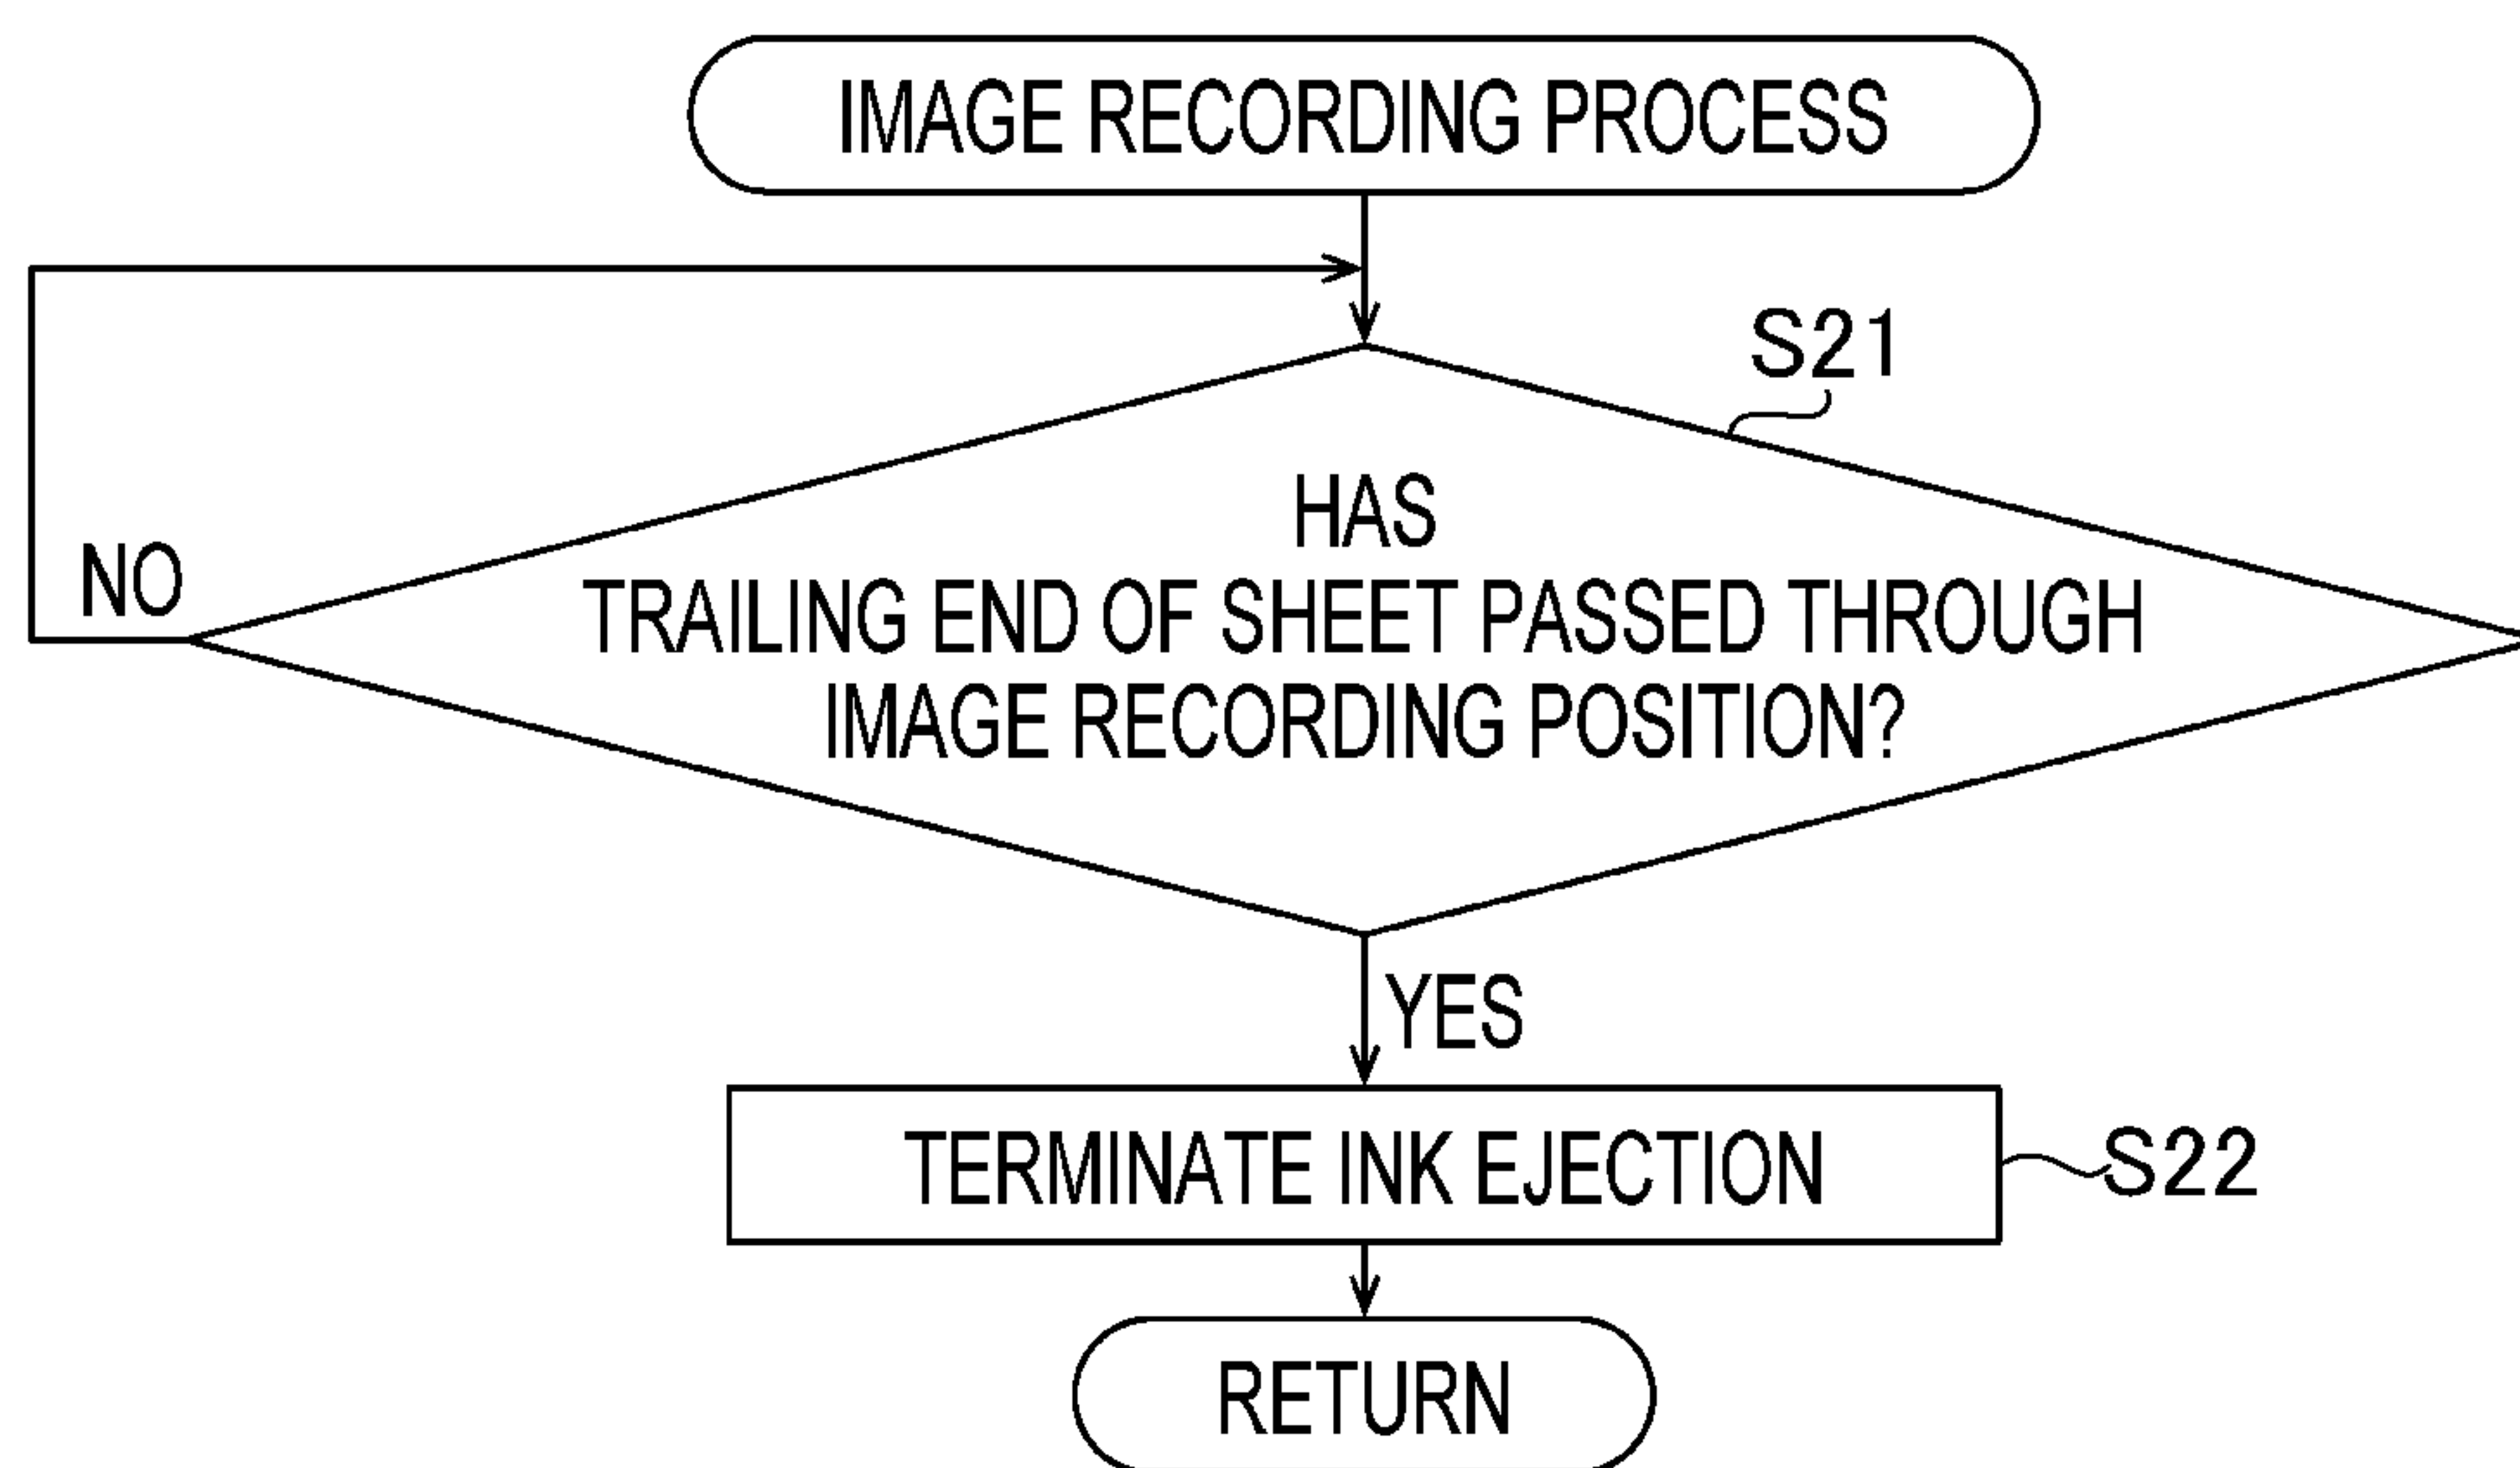 IMAGE RECORDING PROCESS
S21
HAS
TRAILING END OF SHEET PASSED THROUGH
IMAGE RECORDING POSITION?
NO
YES
TERMINATE INK EJECTION
S22
RETURN